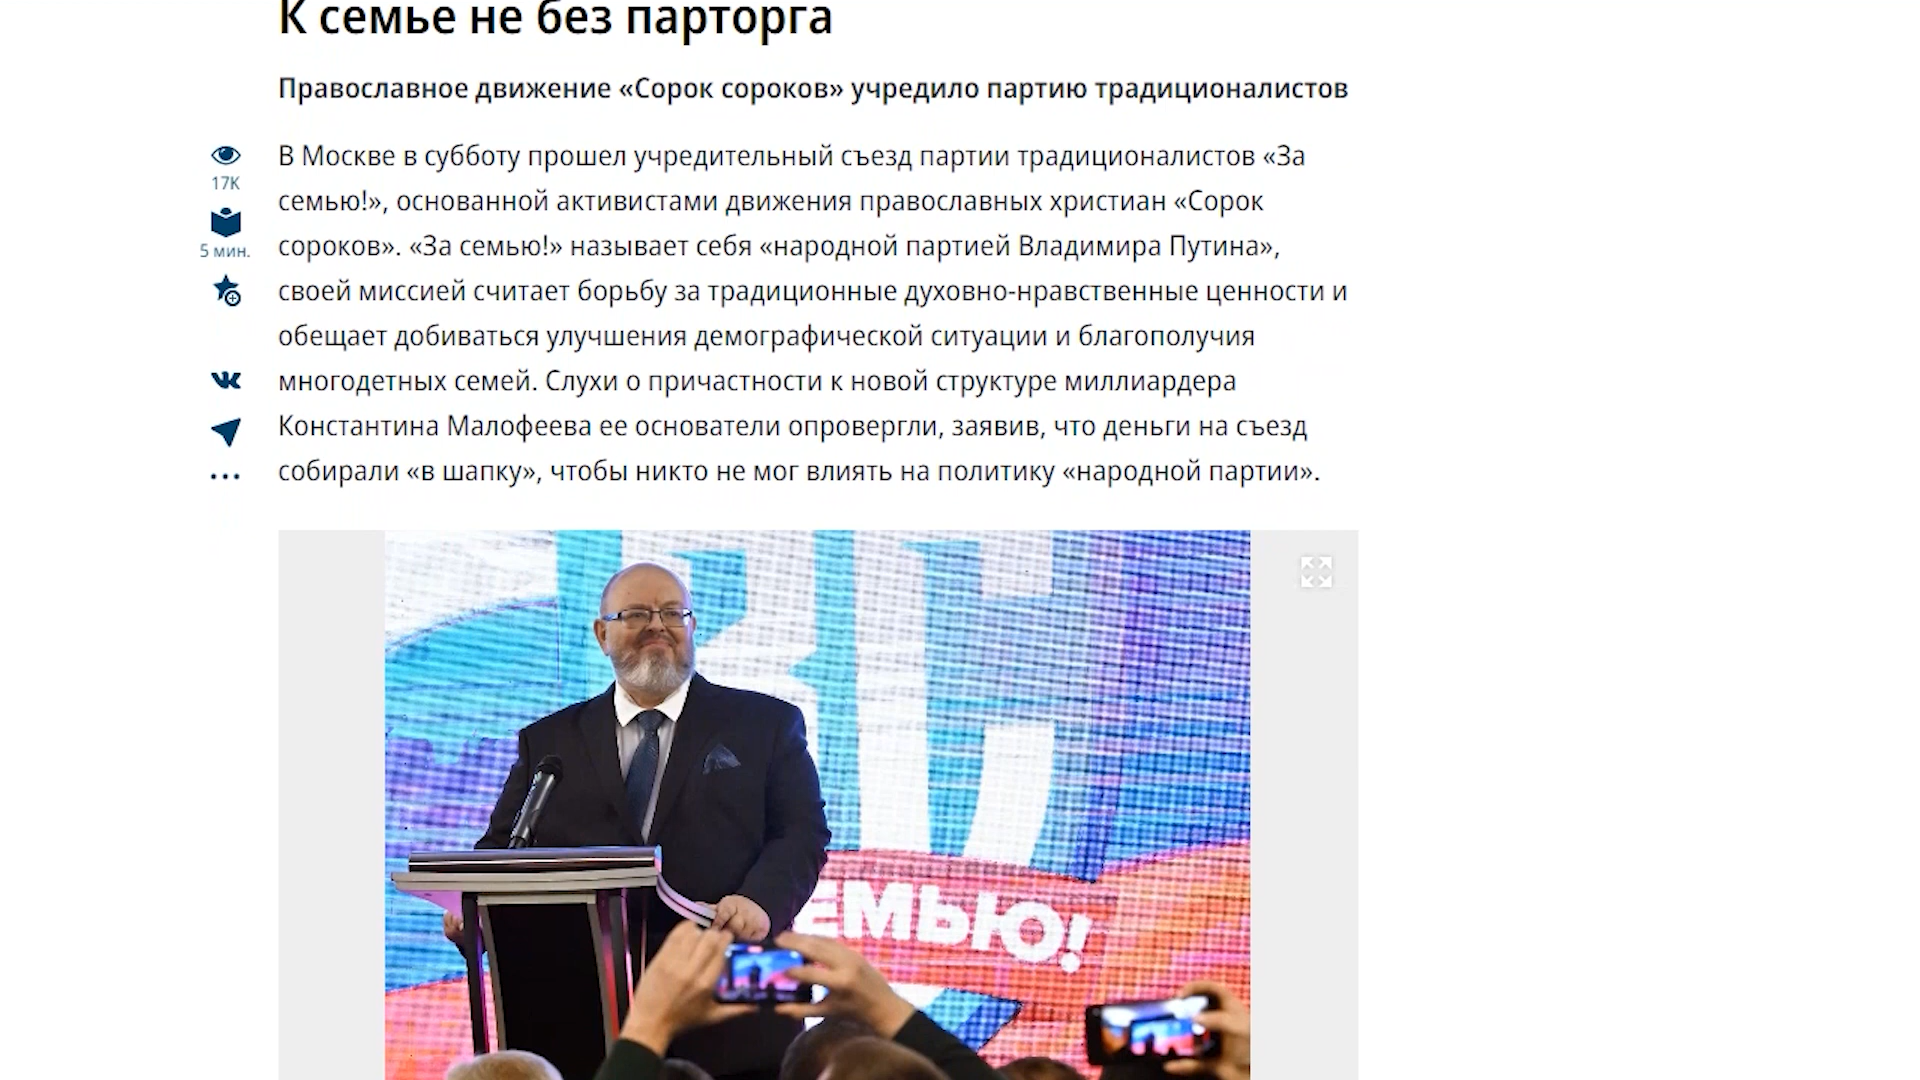 К семье не без парторга
Православное движение «Сорок сороков» учредило партию традиционалистов
В Москве в субботу прошел учредительный съезд партии традиционалистов «За
семью!», основанной активистами движения православных христиан «Сорок
сороков». «За семью!» называет себя «народной партией Владимира Путина»,
своей миссией считает борьбу за традиционные духовно-нравственные ценности и
обещает добиваться улучшения демографической ситуации и благополучия
многодетных семей. Слухи о причастности к новой структуре миллиардера
Константина Малофеева ее основатели опровергли, заявив, что деньги на съезд
собирали «в шапку», чтобы никто не мог влиять на политику «народной партии».
17K
5 мин.
ЗС
ЕМЬЮ!